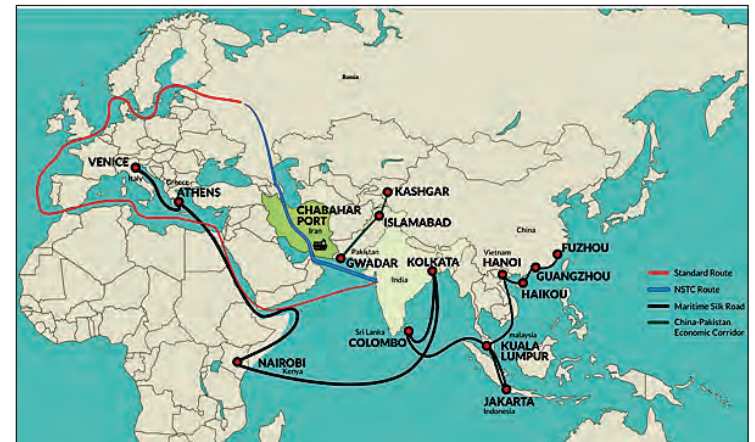 Russia
VENICE
Italy
Greece
ATHENS
CHABAHAR
PORT
Iran
KASHGAR
ISLAMABAD
Pakistan
GWADAR
China
KOLKATA
India
Vietnam
HANOI
FUZHOU
GUANGZHOU
HAIKOU
Sri Lanka
COLOMBO
malaysia
KUALA
LUMPUR
NAIROBI
Kenya
JAKARTA
Indonesia
Standard Route
NSTC Route
Maritime Silk Road
China-Pakistan
Economic Corridor